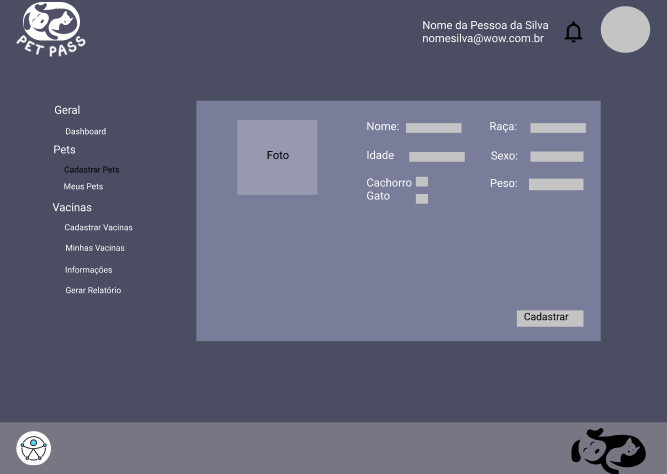 PET PASS
Nome da Pessoa da Silva
nomesilva@wow.com.br
Geral
Dashboard
Pets
Cadastrar Pets
Meus Pets
Vacinas
Cadastrar Vacinas
Minhas Vacinas
Informações
Gerar Relatório
Foto
Nome:
Raça:
Idade
Sexo:
Cachorro
Peso:
Gato
Cadastrar